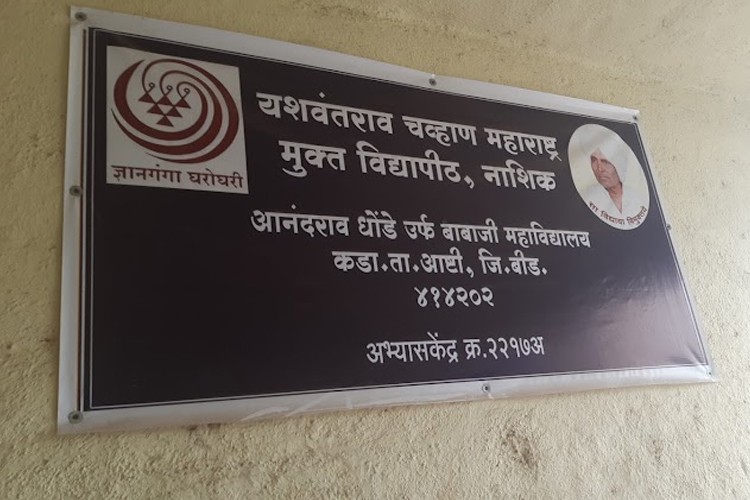 यशवंतराव चव्हाण महाराष्ट्र
मुक्त विद्यापीठ, नाशिक
ज्ञानगंगा घरोघरी
आनंदराव धोंडे उर्फ बाबाजी महाविद्यालय
कडा.ता.आष्टी, जि.बीड.
४१४२०२
अभ्यासकेंद्र क्र.२२१७अ